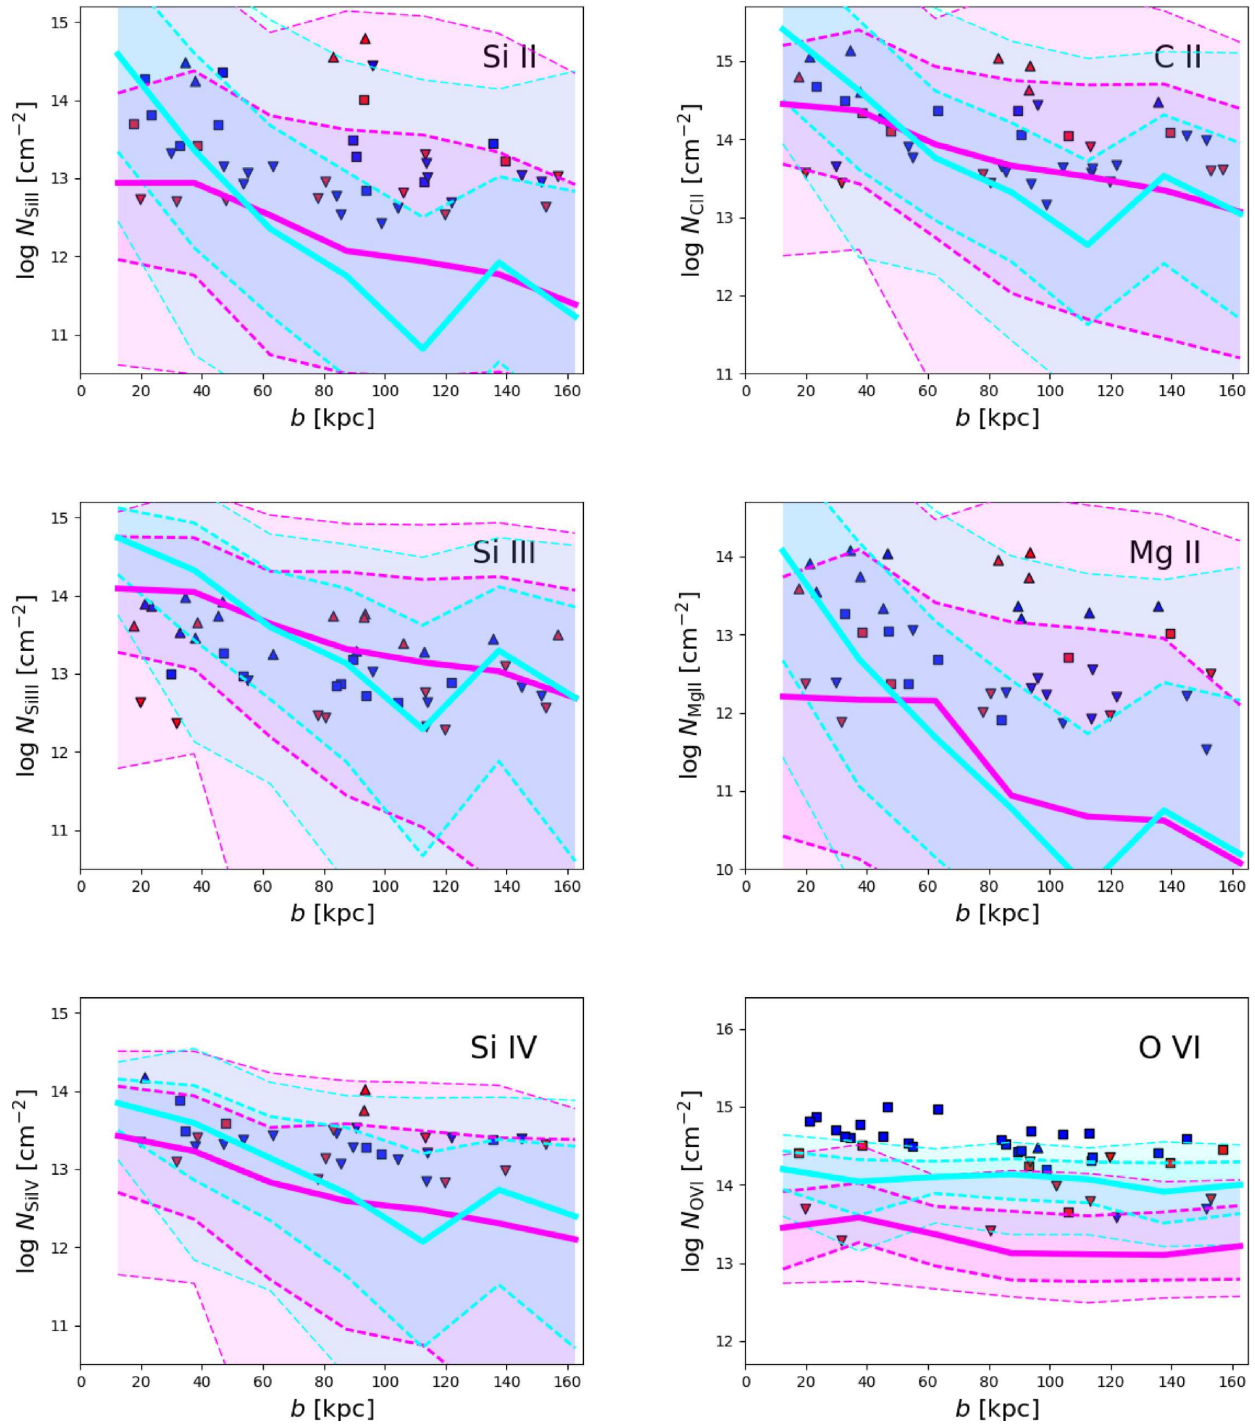 Si II
log N_SiII [cm^−2]
15
14
13
12
11
0 20 40 60 80 100 120 140 160
b [kpc]
C II
log N_CII [cm^−2]
15
14
13
12
11
0 20 40 60 80 100 120 140 160
b [kpc]
Si III
log N_SiIII [cm^−2]
15
14
13
12
11
0 20 40 60 80 100 120 140 160
b [kpc]
Mg II
log N_MgII [cm^−2]
14
13
12
11
10
0 20 40 60 80 100 120 140 160
b [kpc]
Si IV
log N_SiIV [cm^−2]
15
14
13
12
11
0 20 40 60 80 100 120 140 160
b [kpc]
O VI
log N_OVI [cm^−2]
16
15
14
13
12
0 20 40 60 80 100 120 140 160
b [kpc]